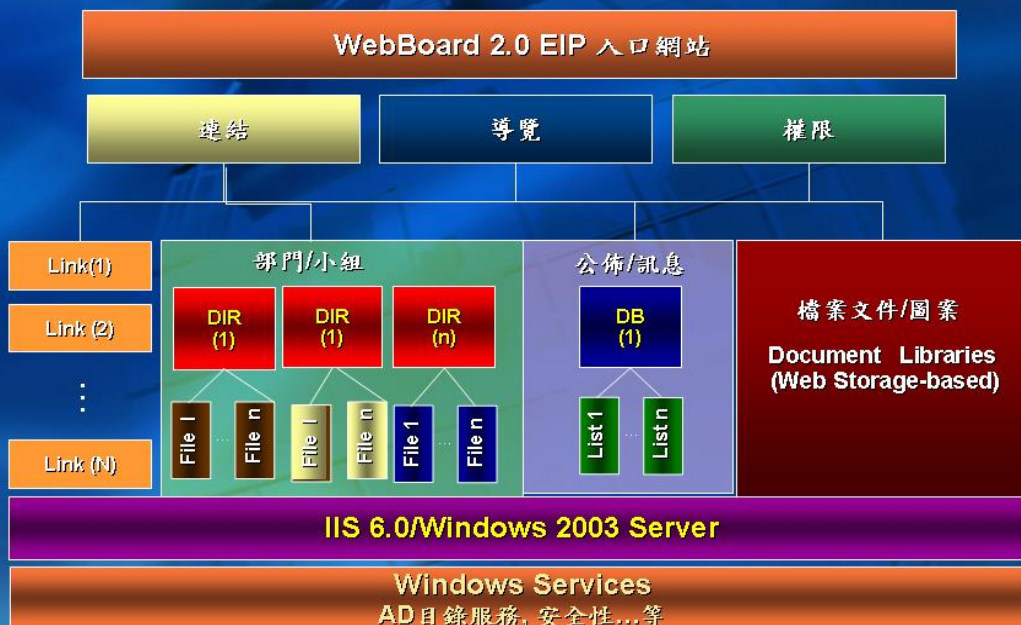 WebBoard 2.0 EIP 入口網站
連結
導覽
權限
Link(1)
Link (2)
⋮
Link (N)
部門/小組
DIR
(1)
DIR
(1)
DIR
(n)
File 1
...
File n
File 1
File n
File 1
...
File n
公佈/訊息
DB
(1)
List 1
...
List n
檔案文件/圖案
Document Libraries
(Web Storage-based)
IIS 6.0/Windows 2003 Server
Windows Services
AD目錄服務, 安全性...等